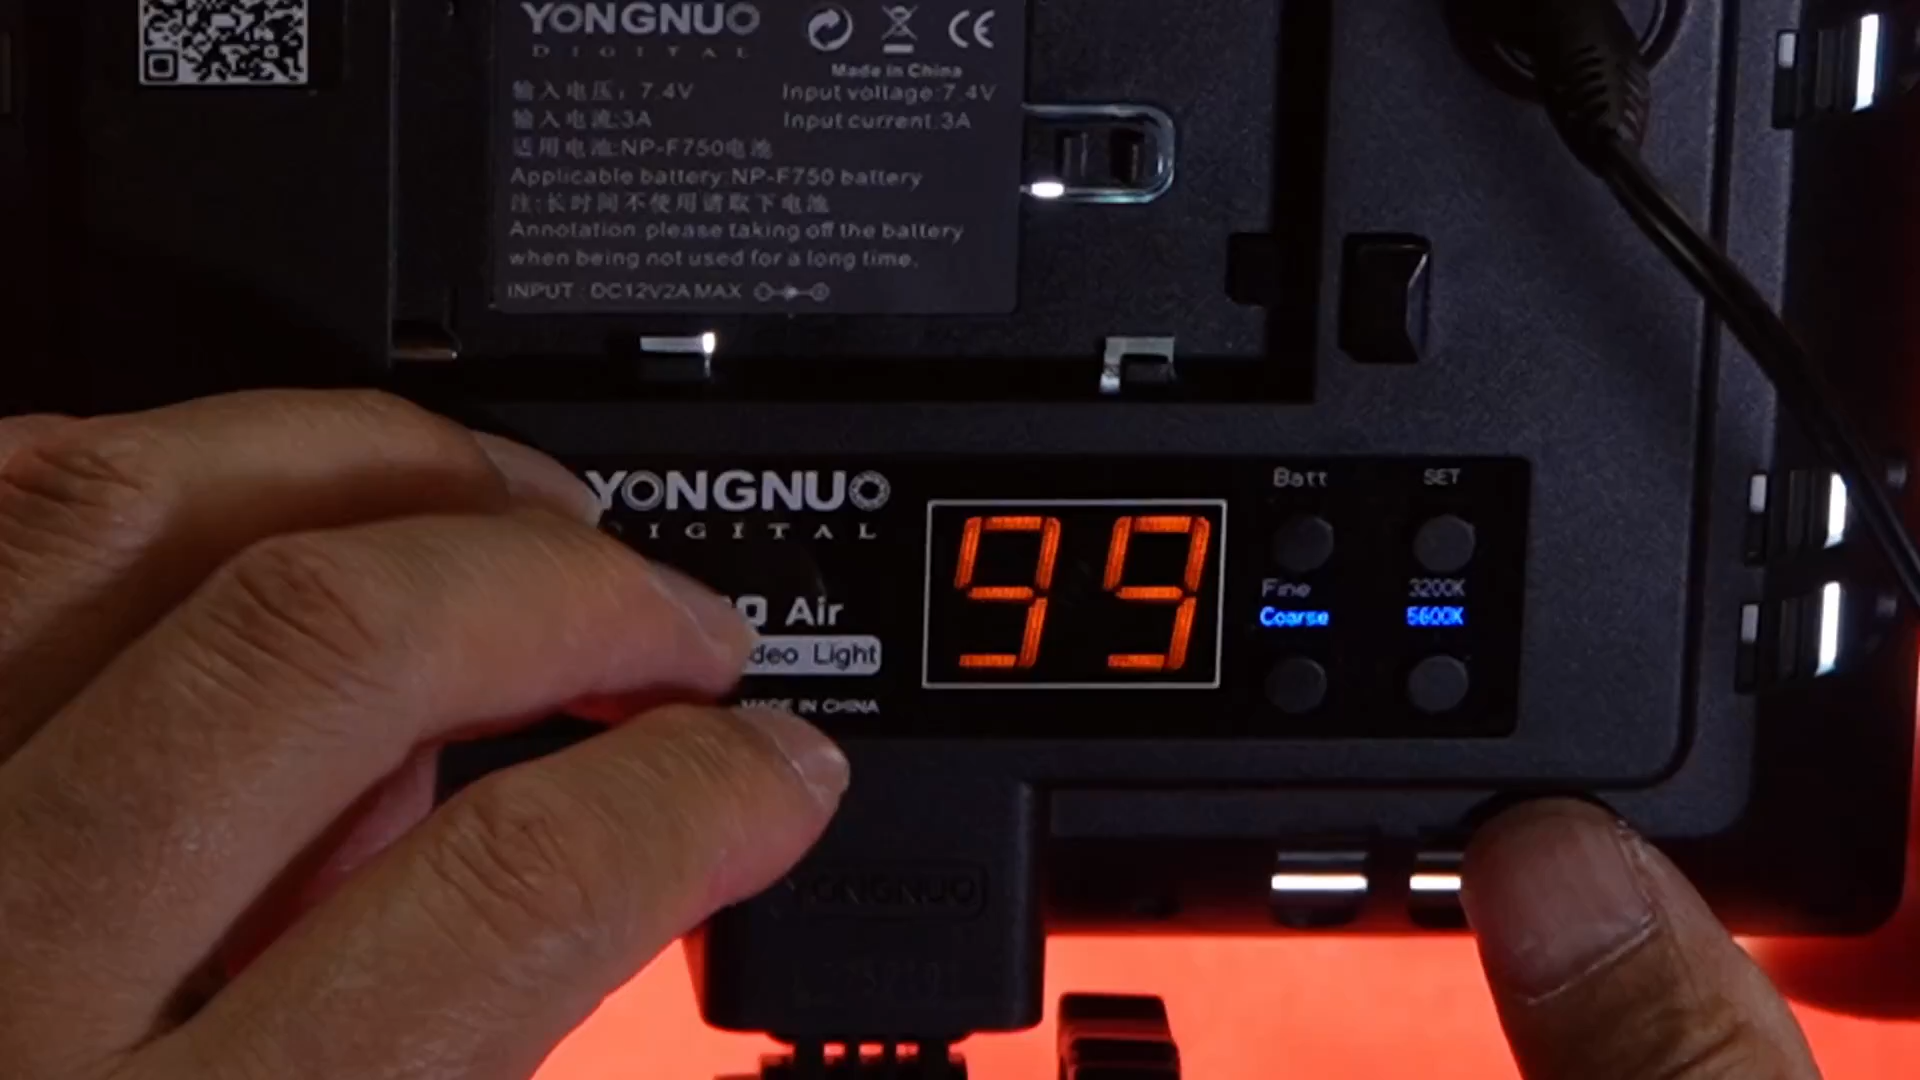 YONGNUO
DIGITAL
CE
Made in China
输入电压：7.4V Input voltage:7.4V
输入电流:3A Input current:3A
适用电池:NP-F750电池
Applicable battery:NP-F750 battery
注:长时间不使用请取下电池
Annotation please taking off the battery
when being not used for a long time.
INPUT : DC12V2A MAX
YONGNUO
DIGITAL
Air
Light
MADE IN CHINA
99
Batt SET
Fine 3200K
Coarse 5600K
YONGNUO